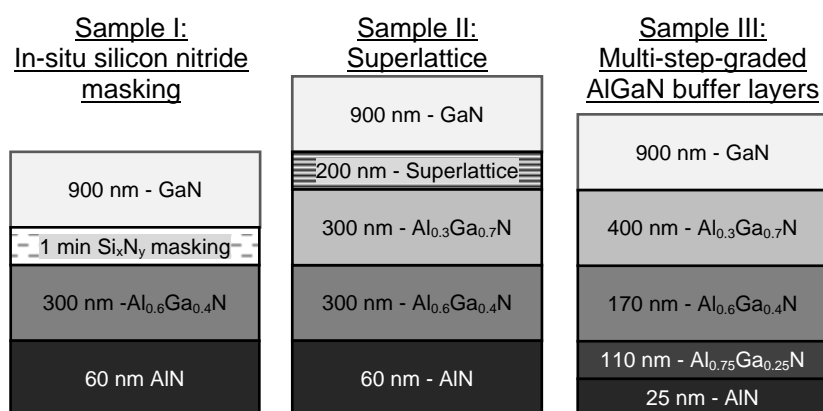 Sample I:
In-situ silicon nitride
masking
900 nm - GaN
1 min SixNy masking
300 nm -Al0.6Ga0.4N
60 nm AlN
Sample II:
Superlattice
900 nm - GaN
200 nm - Superlattice
300 nm - Al0.3Ga0.7N
300 nm - Al0.6Ga0.4N
60 nm - AlN
Sample III:
Multi-step-graded
AlGaN buffer layers
900 nm - GaN
400 nm - Al0.3Ga0.7N
170 nm - Al0.6Ga0.4N
110 nm - Al0.75Ga0.25N
25 nm - AlN